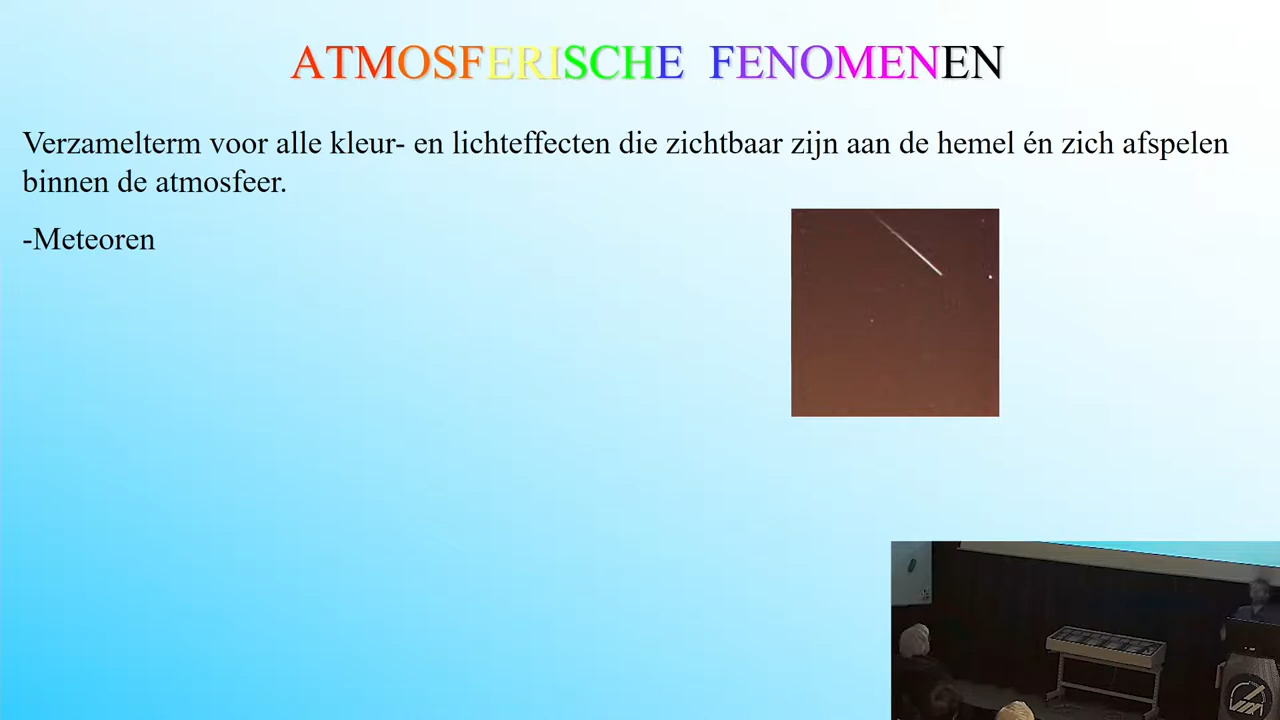 ATMOSFERISCHE FENOMENEN
Verzamelterm voor alle kleur- en lichteffecten die zichtbaar zijn aan de hemel én zich afspelen
binnen de atmosfeer.
-Meteoren